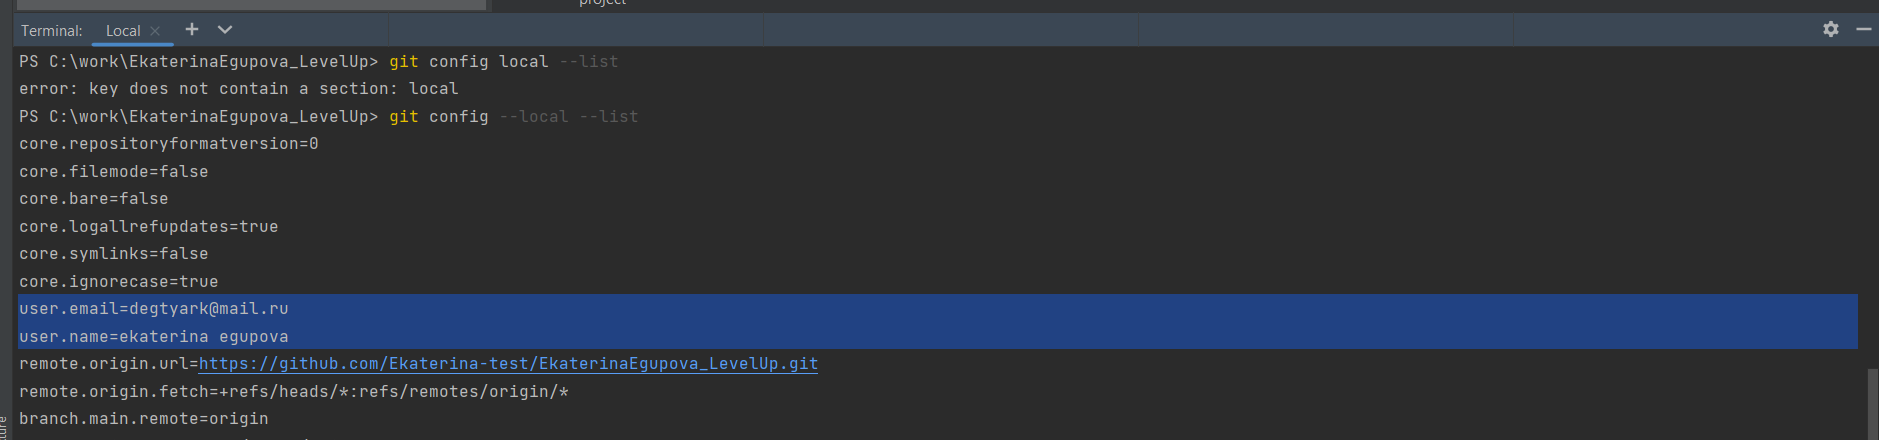 project
Terminal: Local × + 
PS C:\work\EkaterinaEgupova_LevelUp> git config local --list
error: key does not contain a section: local
PS C:\work\EkaterinaEgupova_LevelUp> git config --local --list
core.repositoryformatversion=0
core.filemode=false
core.bare=false
core.logallrefupdates=true
core.symlinks=false
core.ignorecase=true
user.email=degtyark@mail.ru
user.name=ekaterina egupova
remote.origin.url=https://github.com/Ekaterina-test/EkaterinaEgupova_LevelUp.git
remote.origin.fetch=+refs/heads/*:refs/remotes/origin/*
branch.main.remote=origin